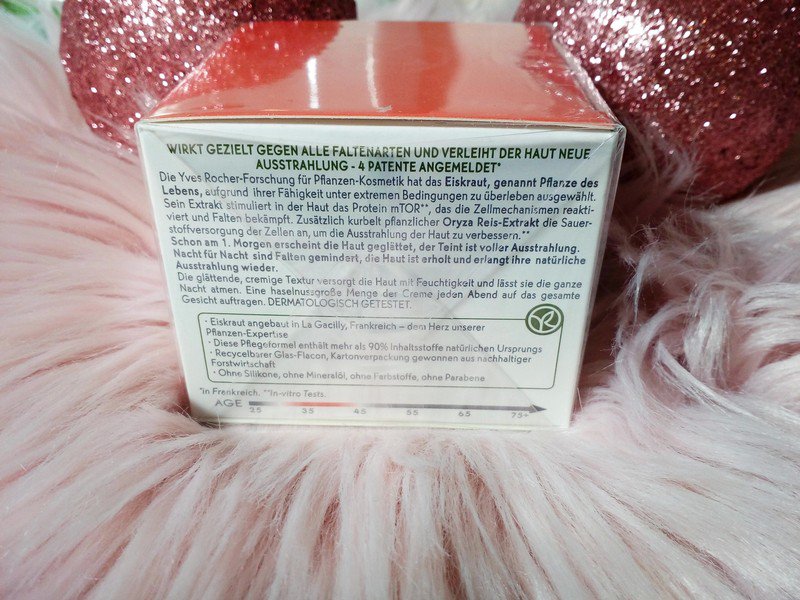 WIRKT GEZIELT GEGEN ALLE FALTENARTEN UND VERLEIHT DER HAUT NEUE
AUSSTRAHLUNG - 4 PATENTE ANGEMELDET*
Die Yves Rocher-Forschung für Pflanzen-Kosmetik hat das Eiskraut, genannt Pflanze des
Lebens, aufgrund ihrer Fähigkeit unter extremen Bedingungen zu überleben ausgewählt.
Sein Extrakt stimuliert in der Haut das Protein mTOR**, das die Zellmechanismen reakti-
viert und Falten bekämpft. Zusätzlich kurbelt pflanzlicher Oryza Reis-Extrakt die Sauer-
stoffversorgung der Zellen an, um die Ausstrahlung der Haut zu verbessern.**
Schon am 1. Morgen erscheint die Haut geglättet, der Teint ist voller Ausstrahlung.
Nacht für Nacht sind Falten gemindert, die Haut ist erholt und erlangt ihre natürliche
Ausstrahlung wieder.
Die glättende, cremige Textur versorgt die Haut mit Feuchtigkeit und lässt sie die ganze
Nacht atmen. Eine haselnussgroße Menge der Creme jeden Abend auf das gesamte
Gesicht auftragen. DERMATOLOGISCH GETESTET.
· Eiskraut angebaut in La Gacilly, Frankreich – dem Herz unserer
Pflanzen-Expertise
· Diese Pflegeformel enthält mehr als 90% Inhaltsstoffe natürlichen Ursprungs
· Recycelbarer Glas-Flacon, Kartonverpackung gewonnen aus nachhaltiger
Forstwirtschaft
· Ohne Silikone, ohne Mineralöl, ohne Farbstoffe, ohne Parabene
*In Frankreich. **In-vitro Tests.
AGE 25 35 45 55 65 75+